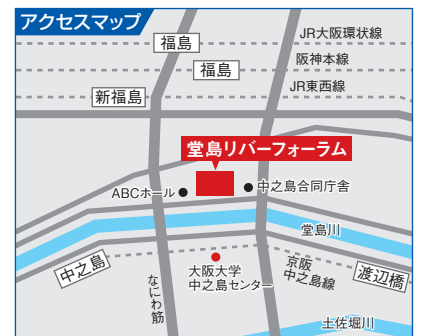 アクセスマップ
福島
JR大阪環状線
阪神本線
福島
JR東西線
新福島
堂島リバーフォーラム
ABCホール
中之島合同庁舎
堂島川
中之島
大阪大学
中之島センター
京阪
中之島線
渡辺橋
なにわ筋
土佐堀川